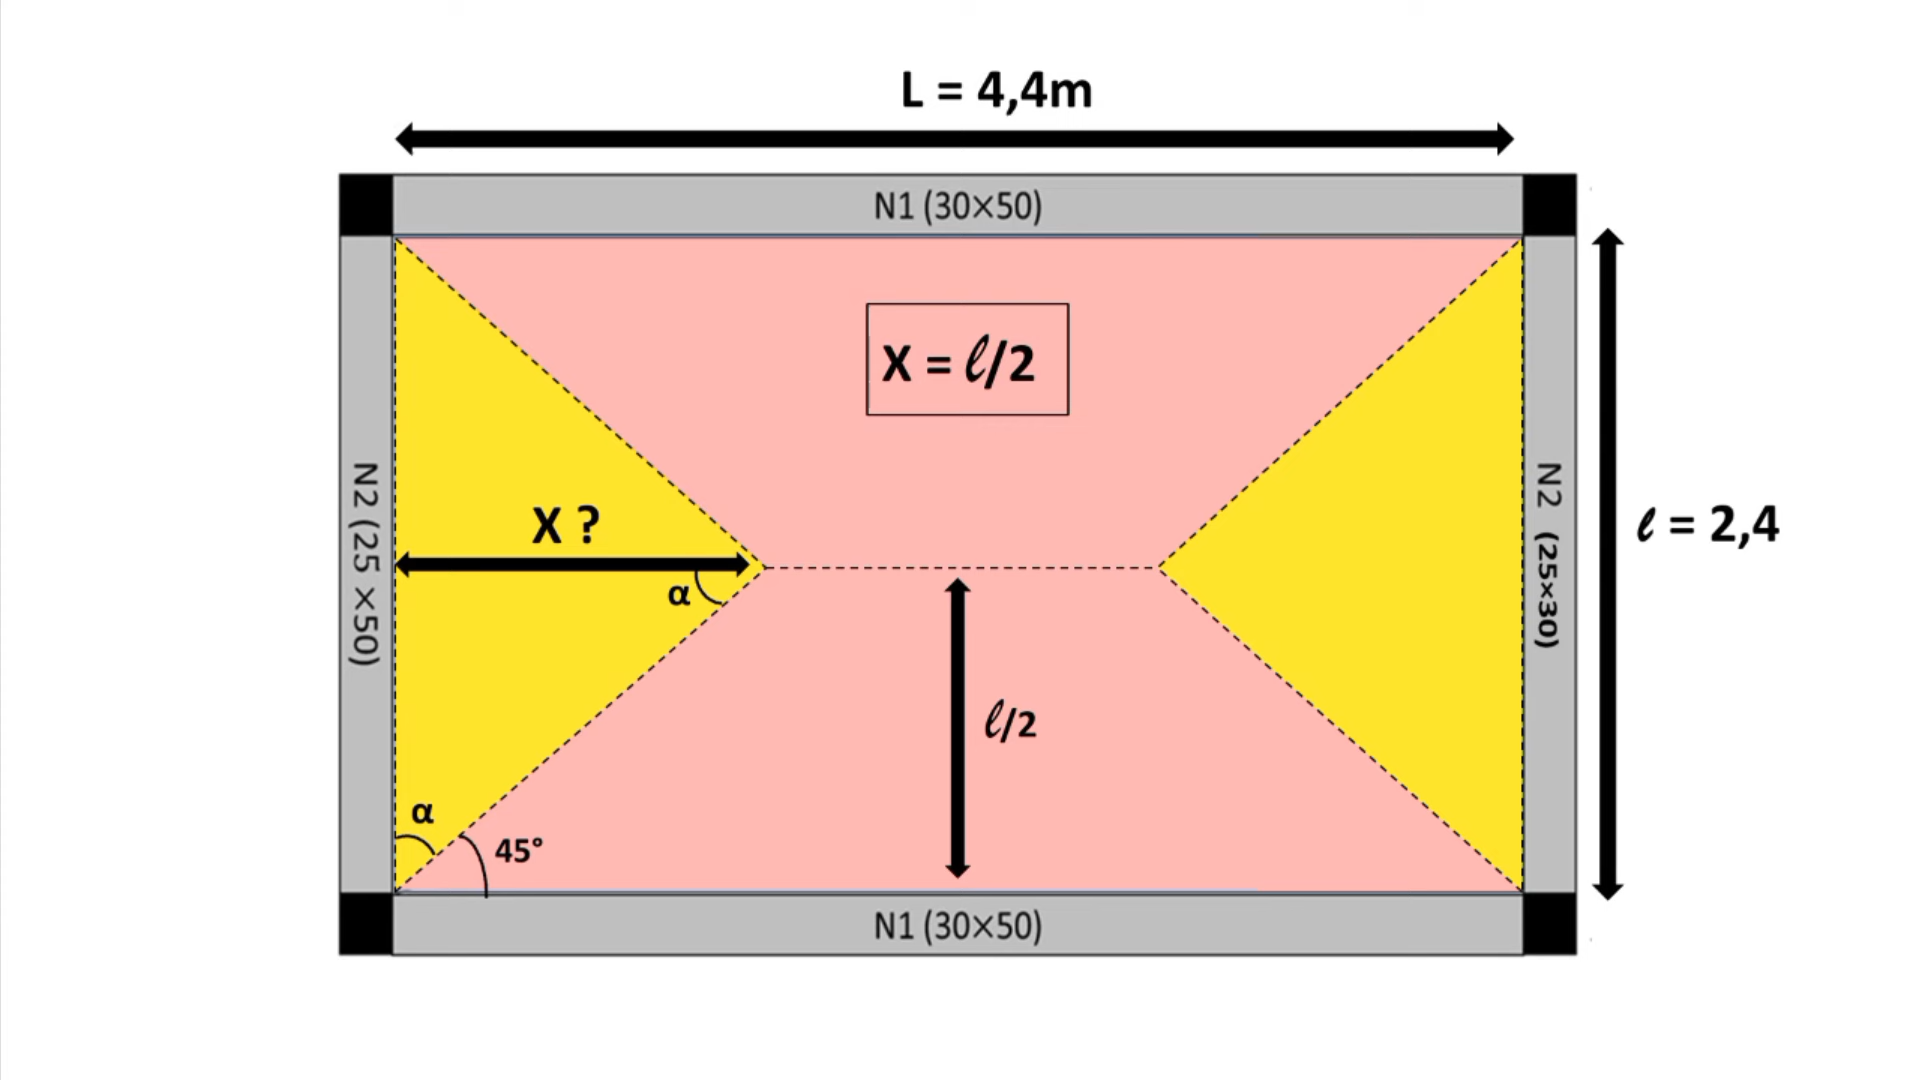 L = 4,4m
N1 (30×50)
X = ℓ/2
N2 (25 ×50)
X ?
α
N2 (25×30)
ℓ = 2,4
ℓ/2
α
45°
N1 (30×50)